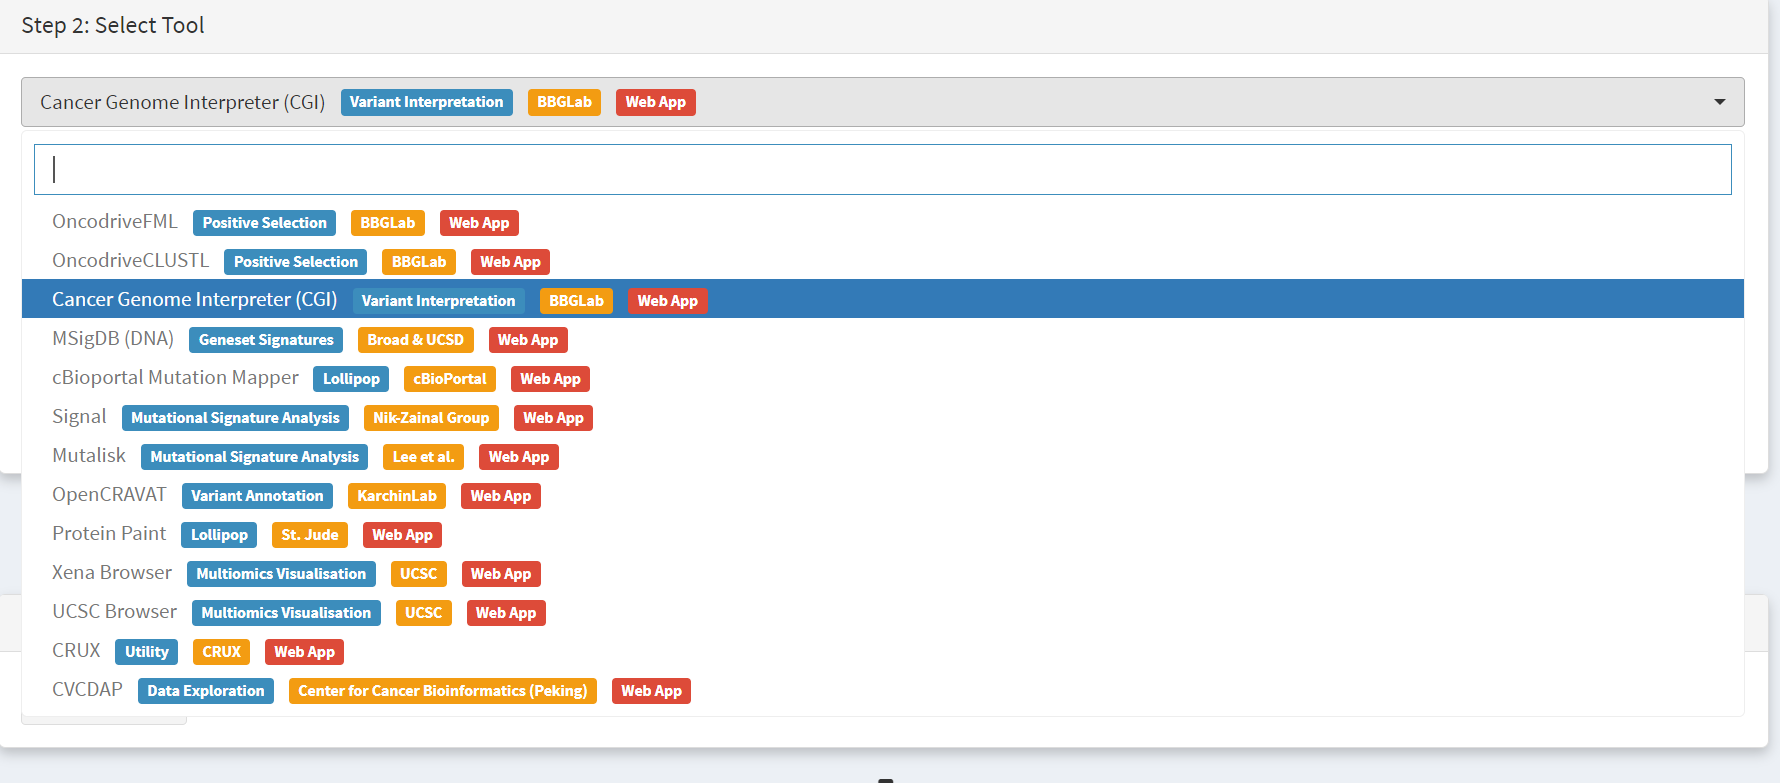 Step 2: Select Tool
Cancer Genome Interpreter (CGI) Variant Interpretation BBGLab Web App
OncodriveFML Positive Selection BBGLab Web App
OncodriveCLUSTL Positive Selection BBGLab Web App
Cancer Genome Interpreter (CGI) Variant Interpretation BBGLab Web App
MSigDB (DNA) Geneset Signatures Broad & UCSD Web App
cBioportal Mutation Mapper Lollipop cBioPortal Web App
Signal Mutational Signature Analysis Nik-Zainal Group Web App
Mutalisk Mutational Signature Analysis Lee et al. Web App
OpenCRAVAT Variant Annotation KarchinLab Web App
Protein Paint Lollipop St. Jude Web App
Xena Browser Multiomics Visualisation UCSC Web App
UCSC Browser Multiomics Visualisation UCSC Web App
CRUX Utility CRUX Web App
CVCDAP Data Exploration Center for Cancer Bioinformatics (Peking) Web App